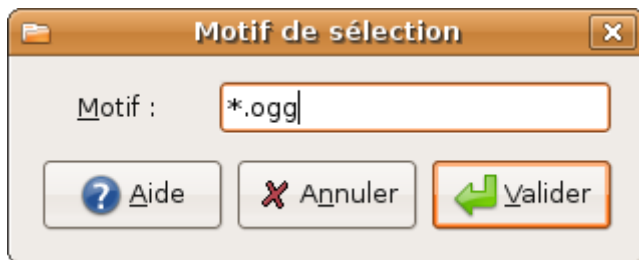 Motif de sélection
Motif : *.ogg
Aide Annuler Valider